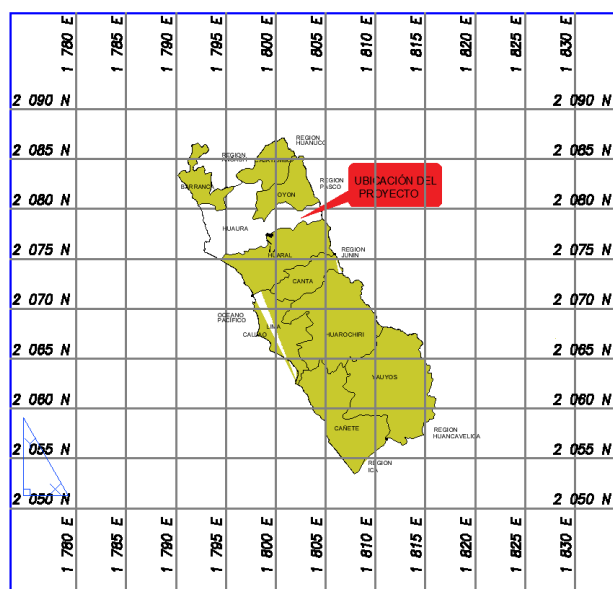 1 780 E
1 785 E
1 790 E
1 795 E
1 800 E
1 805 E
1 810 E
1 815 E
1 820 E
1 825 E
1 830 E
2 090 N
2 090 N
REGION
HUANUCO
2 085 N
2 085 N
REGION
BARRANCA
OYON
REGION
PASCO
UBICACIÓN DEL
PROYECTO
2 080 N
2 080 N
HUAURA
2 075 N
2 075 N
HUARAL
REGION
JUNIN
CANTA
2 070 N
2 070 N
OCEANO
PACIFICO
CALLAO
LIMA
HUAROCHIRI
2 065 N
2 065 N
YAUYOS
2 060 N
2 060 N
CAÑETE
REGION
HUANCAVELICA
2 055 N
2 055 N
REGION
ICA
2 050 N
2 050 N
1 780 E
1 785 E
1 790 E
1 795 E
1 800 E
1 805 E
1 810 E
1 815 E
1 820 E
1 825 E
1 830 E